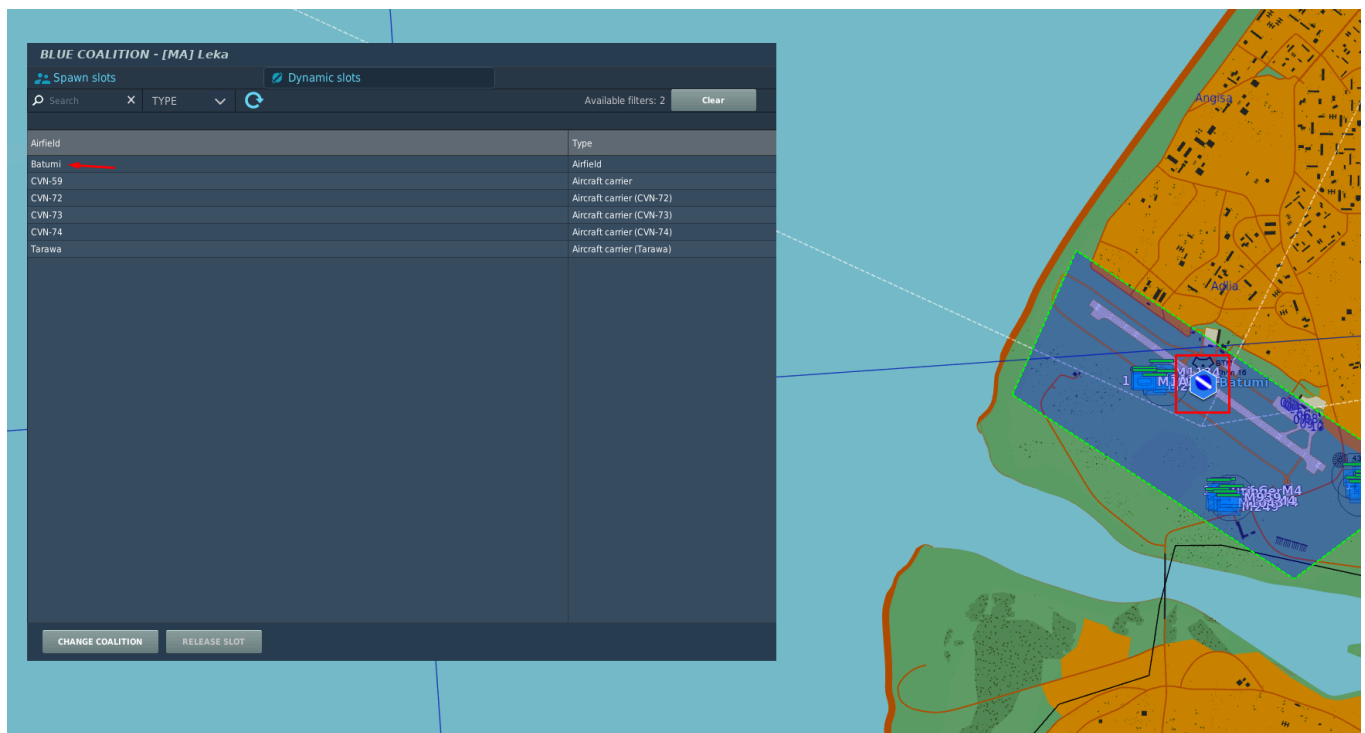 BLUE COALITION - [MA] Leka
Spawn slots
Dynamic slots
Search
X
TYPE
Available filters: 2
Clear
Airfield
Type
Batumi
Airfield
CVN-59
Aircraft carrier
CVN-72
Aircraft carrier (CVN-72)
CVN-73
Aircraft carrier (CVN-73)
CVN-74
Aircraft carrier (CVN-74)
Tarawa
Aircraft carrier (Tarawa)
CHANGE COALITION
RELEASE SLOT
Angisa
Adlia
Batumi